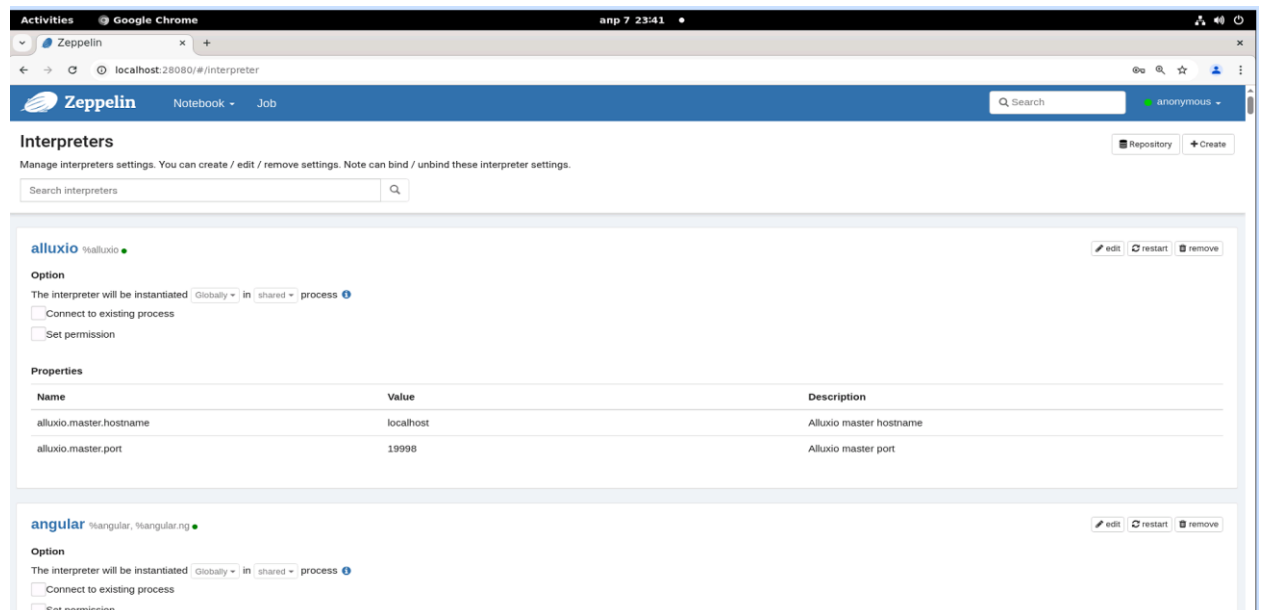 Activities Google Chrome апр 7 23:41
Zeppelin × + ×
localhost:28080/#/interpreter
Zeppelin Notebook Job Search anonymous
Interpreters Repository + Create
Manage interpreters settings. You can create / edit / remove settings. Note can bind / unbind these interpreter settings.
Search interpreters
alluxio %alluxio edit restart remove
Option
The interpreter will be instantiated Globally in shared process
Connect to existing process
Set permission
Properties
Name Value Description
alluxio.master.hostname localhost Alluxio master hostname
alluxio.master.port 19998 Alluxio master port
angular %angular, %angular.ng edit restart remove
Option
The interpreter will be instantiated Globally in shared process
Connect to existing process
Set permission